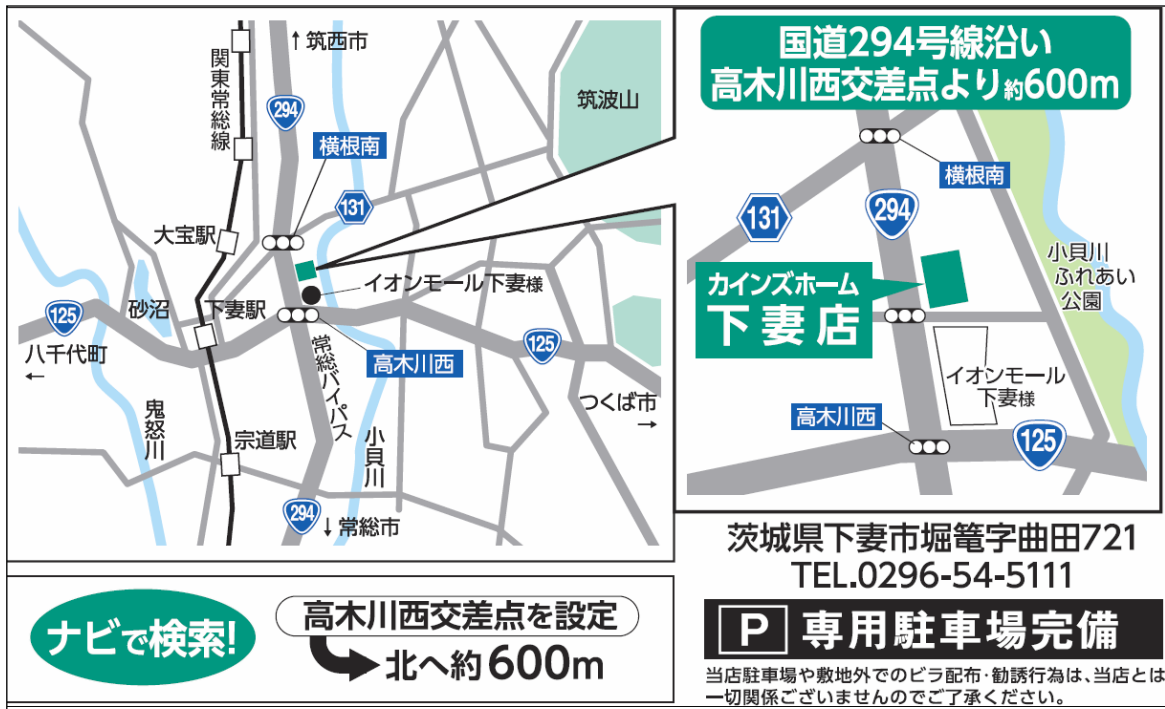 ↑筑西市
関東常総線
294
筑波山
横根南
131
大宝駅
イオンモール下妻様
砂沼
下妻駅
125
八千代町
←
高木川西
125
常総バイパス
つくば市
→
鬼怒川
宗道駅
小貝川
294
↓常総市
国道294号線沿い
高木川西交差点より約600m
横根南
131
294
小貝川
ふれあい
公園
カインズホーム
下妻店
イオンモール
下妻様
高木川西
125
茨城県下妻市堀篭字曲田721
TEL.0296-54-5111
ナビで検索!
高木川西交差点を設定
北へ約600m
P 専用駐車場完備
当店駐車場や敷地外でのビラ配布・勧誘行為は、当店とは
一切関係ございませんのでご了承ください。